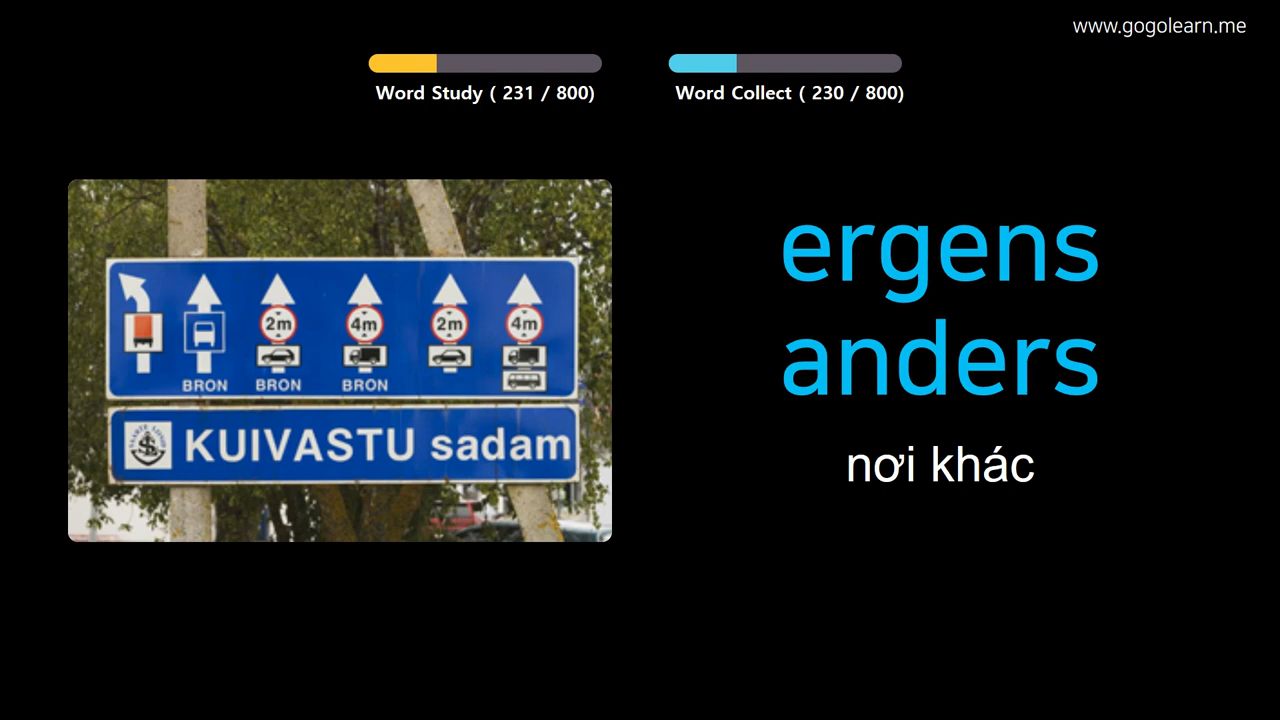 www.gogolearn.me
Word Study ( 231 / 800)
Word Collect ( 230 / 800)
ergens
anders
nơi khác
2m
4m
2m
4m
BRON
BRON
BRON
KUIVASTU sadam